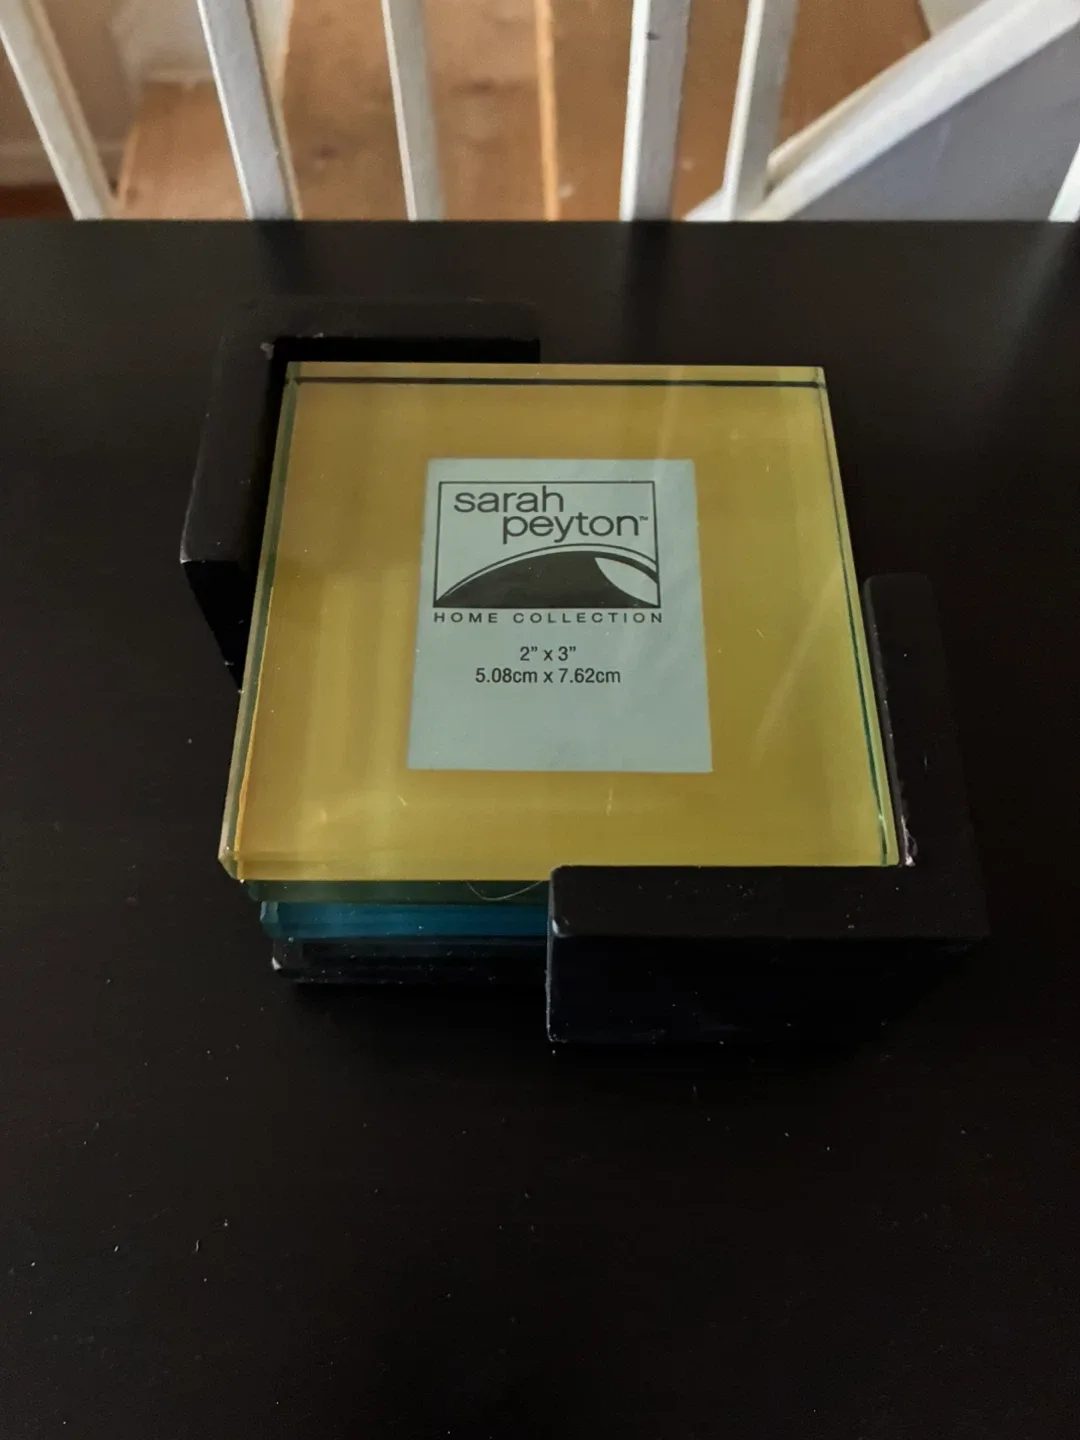 sarah
peyton™
HOME COLLECTION
2" x 3"
5.08cm x 7.62cm